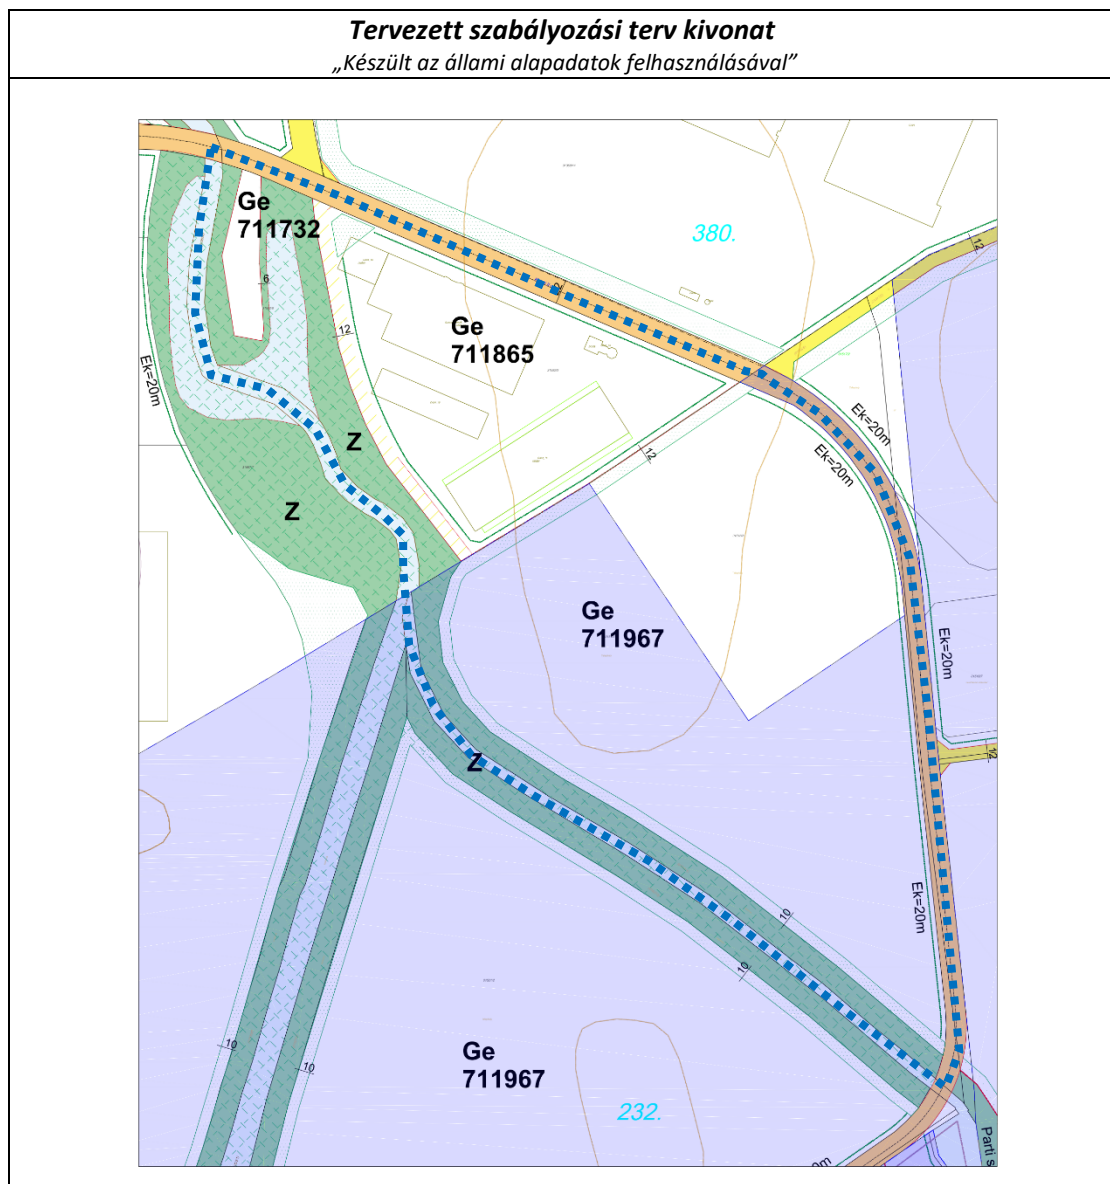 Tervezett szabályozási terv kivonat
„Készült az állami alapadatok felhasználásával”
Ge
711732
380.
12
6
12
Ge
711865
Ek=20m
Ek=20m
Ek=20m
Z
12
Z
Ge
711967
Ek=20m
12
Z
Ek=20m
10
10
10
10
Ge
711967
232.
Parti s
0m